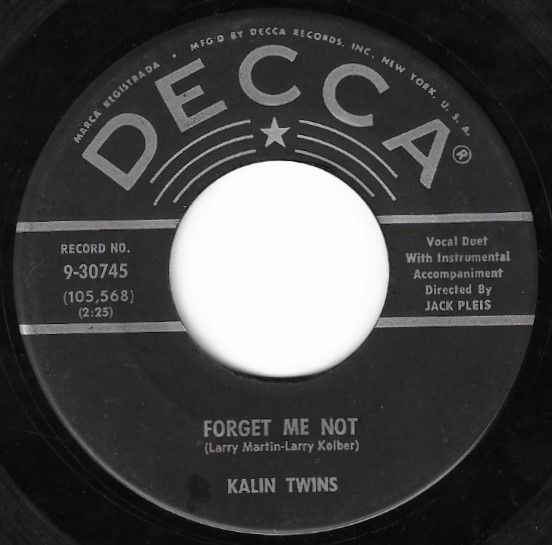 MARCA REGISTRADA • MFG'D BY DECCA RECORDS, INC., NEW YORK, U.S.A.
DECCA®
RECORD NO.
9-30745
(105,568)
(2:25)
Vocal Duet
With Instrumental
Accompaniment
Directed By
JACK PLEIS
FORGET ME NOT
(Larry Martin-Larry Kolber)
KALIN TWINS